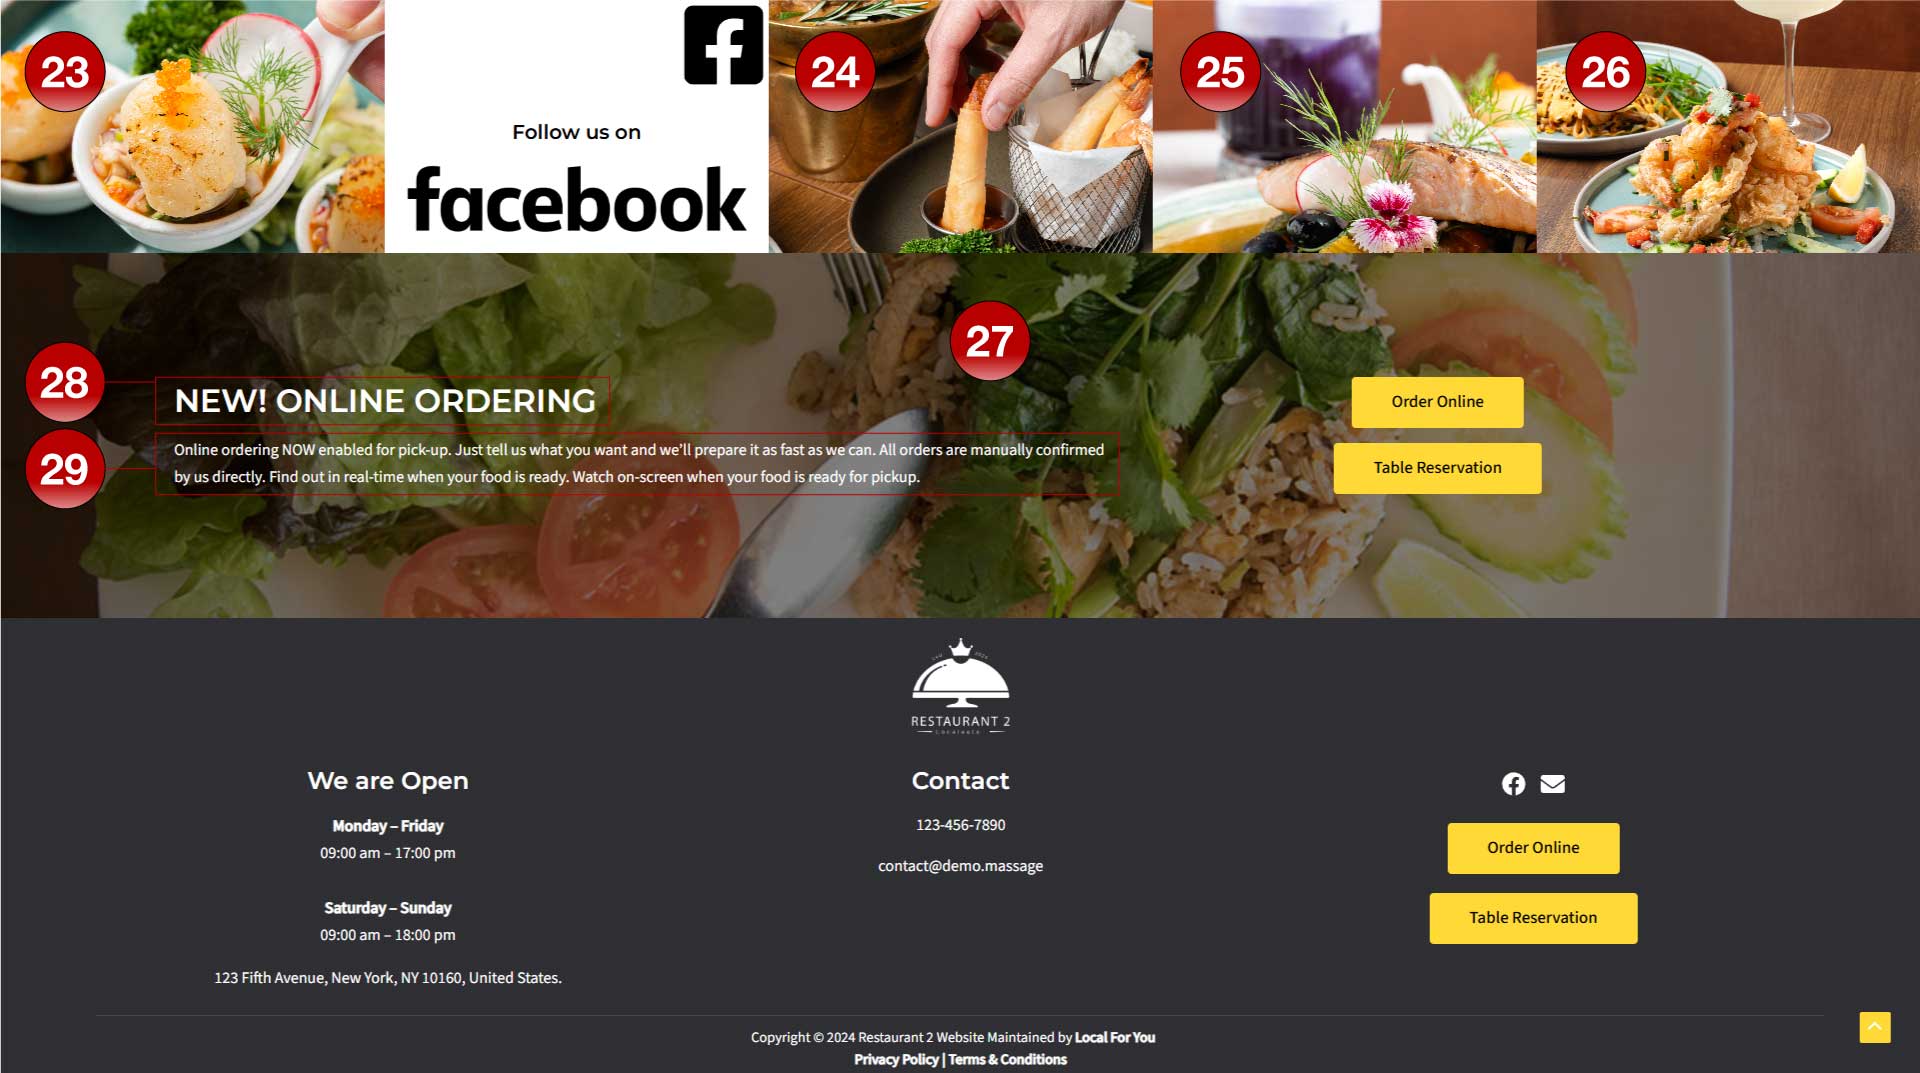 23
Follow us on
facebook
24
25
26
27
28
NEW! ONLINE ORDERING
29
Online ordering NOW enabled for pick-up. Just tell us what you want and we'll prepare it as fast as we can. All orders are manually confirmed
by us directly. Find out in real-time when your food is ready. Watch on-screen when your food is ready for pickup.
Order Online
Table Reservation
RESTAURANT 2
We are Open
Monday – Friday
09:00 am – 17:00 pm
Saturday – Sunday
09:00 am – 18:00 pm
123 Fifth Avenue, New York, NY 10160, United States.
Contact
123-456-7890
contact@demo.massage
Order Online
Table Reservation
Copyright © 2024 Restaurant 2 Website Maintained by Local For You
Privacy Policy | Terms & Conditions